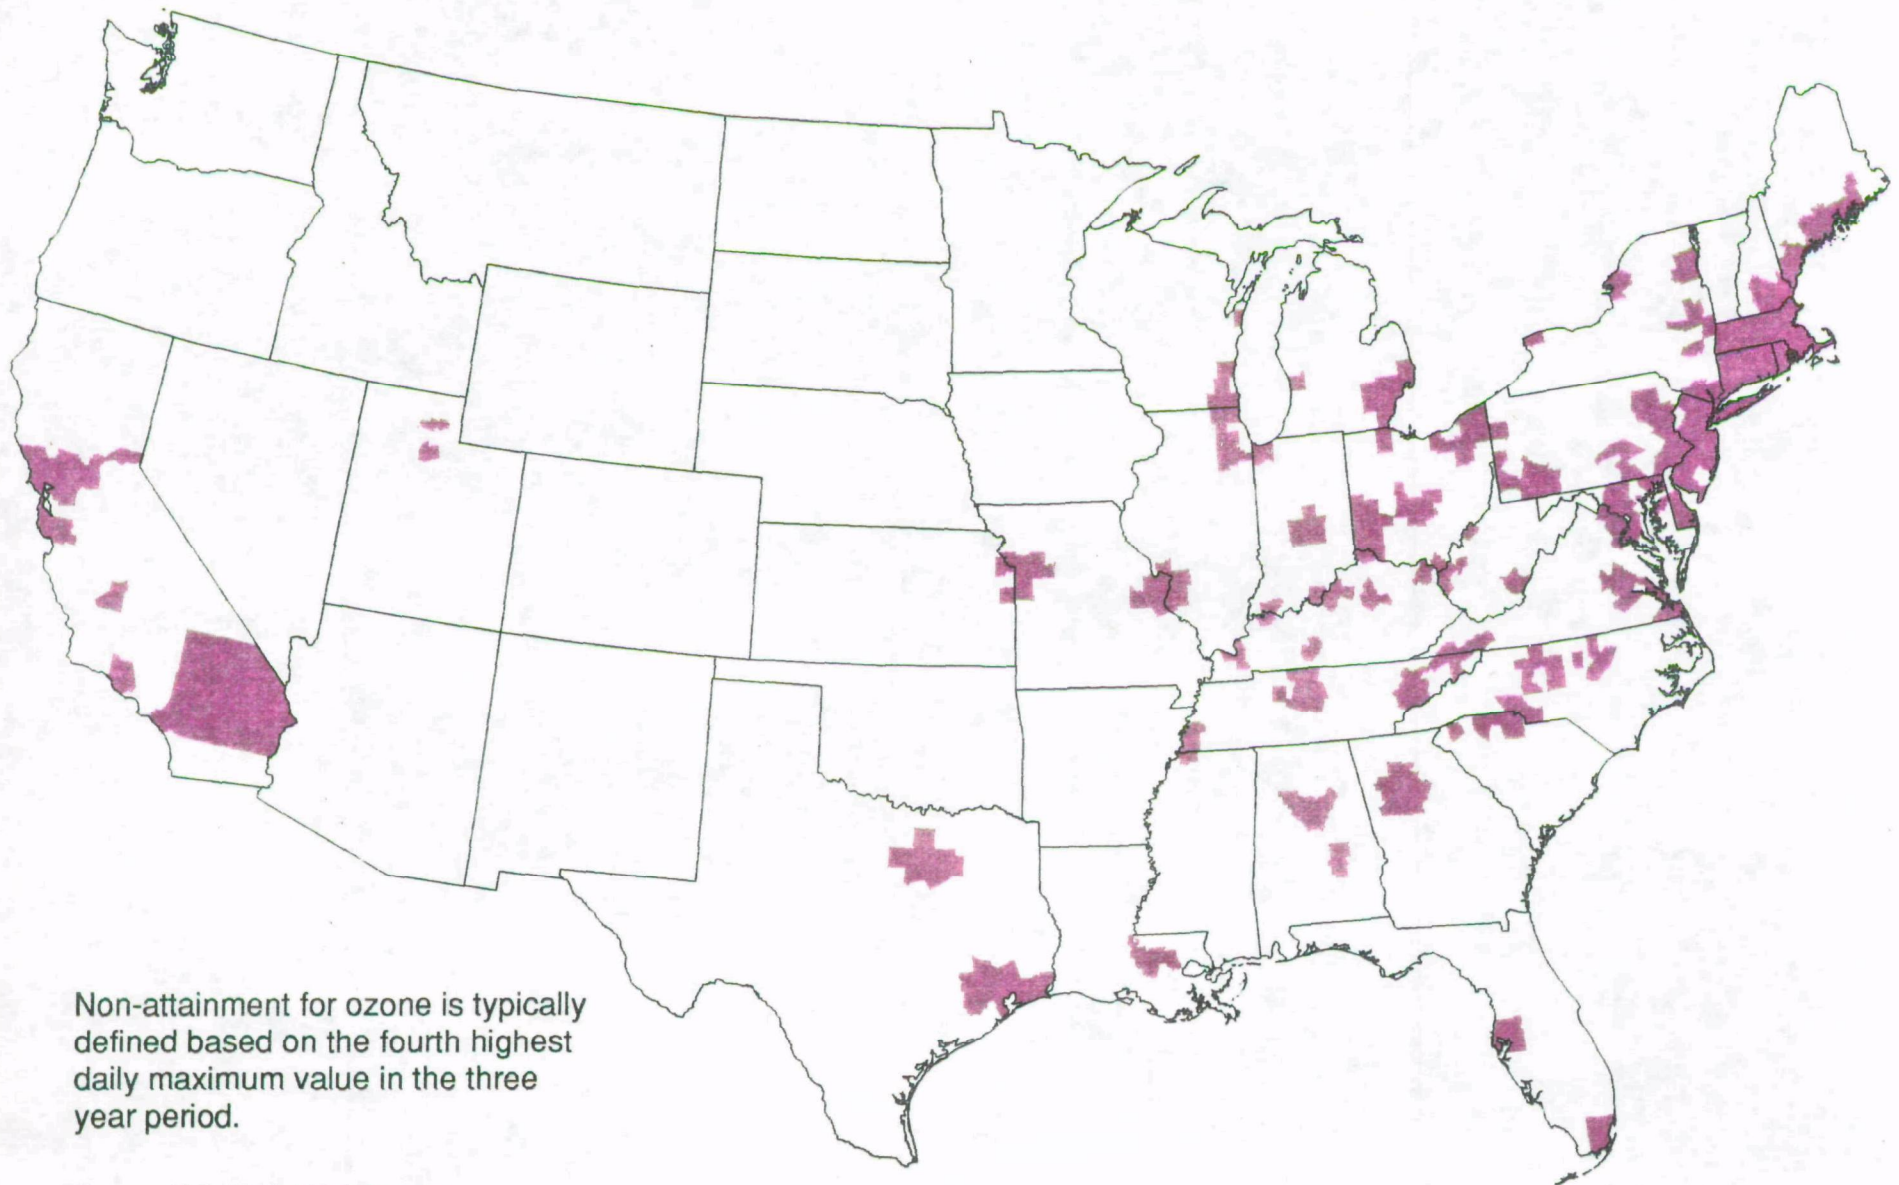 Non-attainment for ozone is typically
defined based on the fourth highest
daily maximum value in the three
year period.